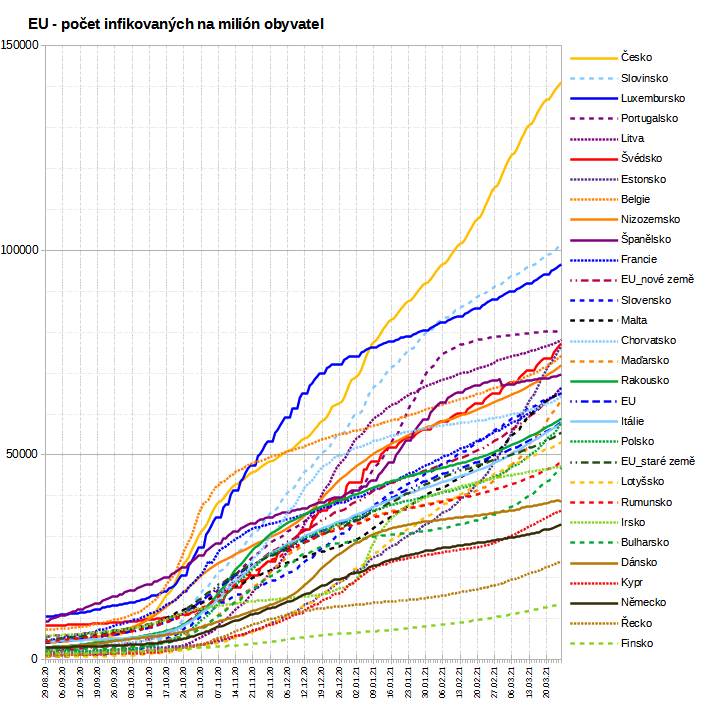 EU - počet infikovaných na milión obyvatel
150000
100000
50000
0
29.08.20
06.09.20
12.09.20
19.09.20
26.09.20
03.10.20
10.10.20
17.10.20
24.10.20
31.10.20
07.11.20
14.11.20
21.11.20
28.11.20
06.12.20
12.12.20
19.12.20
26.12.20
02.01.21
09.01.21
16.01.21
23.01.21
30.01.21
06.02.21
13.02.21
20.02.21
27.02.21
06.03.21
13.03.21
20.03.21
Česko
Slovinsko
Luxembursko
Portugalsko
Litva
Švédsko
Estonsko
Belgie
Nizozemsko
Španělsko
Francie
EU_nové země
Slovensko
Malta
Chorvatsko
Maďarsko
Rakousko
EU
Itálie
Polsko
EU_staré země
Lotyšsko
Rumunsko
Irsko
Bulharsko
Dánsko
Kypr
Německo
Řecko
Finsko